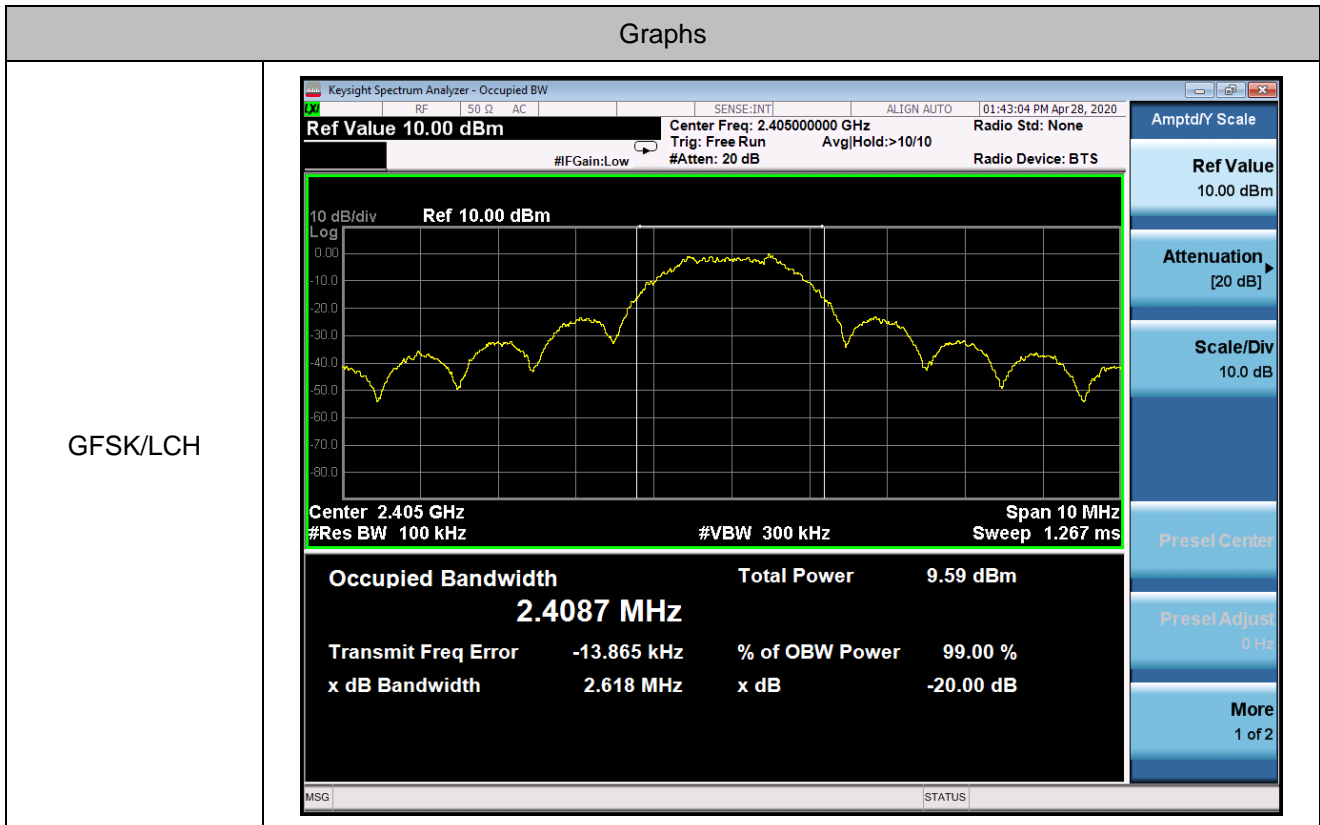 Graphs
GFSK/LCH
Keysight Spectrum Analyzer - Occupied BW
LXI RF 50 Ω AC SENSE:INT ALIGN AUTO 01:43:04 PM Apr 28, 2020
Ref Value 10.00 dBm Center Freq: 2.405000000 GHz Radio Std: None
Trig: Free Run Avg|Hold:>10/10
#IFGain:Low #Atten: 20 dB Radio Device: BTS
10 dB/div Ref 10.00 dBm
Log
0.00
-10.0
-20.0
-30.0
-40.0
-50.0
-60.0
-70.0
-80.0
Center 2.405 GHz Span 10 MHz
#Res BW 100 kHz #VBW 300 kHz Sweep 1.267 ms
Occupied Bandwidth Total Power 9.59 dBm
2.4087 MHz
Transmit Freq Error -13.865 kHz % of OBW Power 99.00 %
x dB Bandwidth 2.618 MHz x dB -20.00 dB
MSG STATUS
Amptd/Y Scale
Ref Value
10.00 dBm
Attenuation
[20 dB]
Scale/Div
10.0 dB
Presel Center
Presel Adjust
0 Hz
More
1 of 2